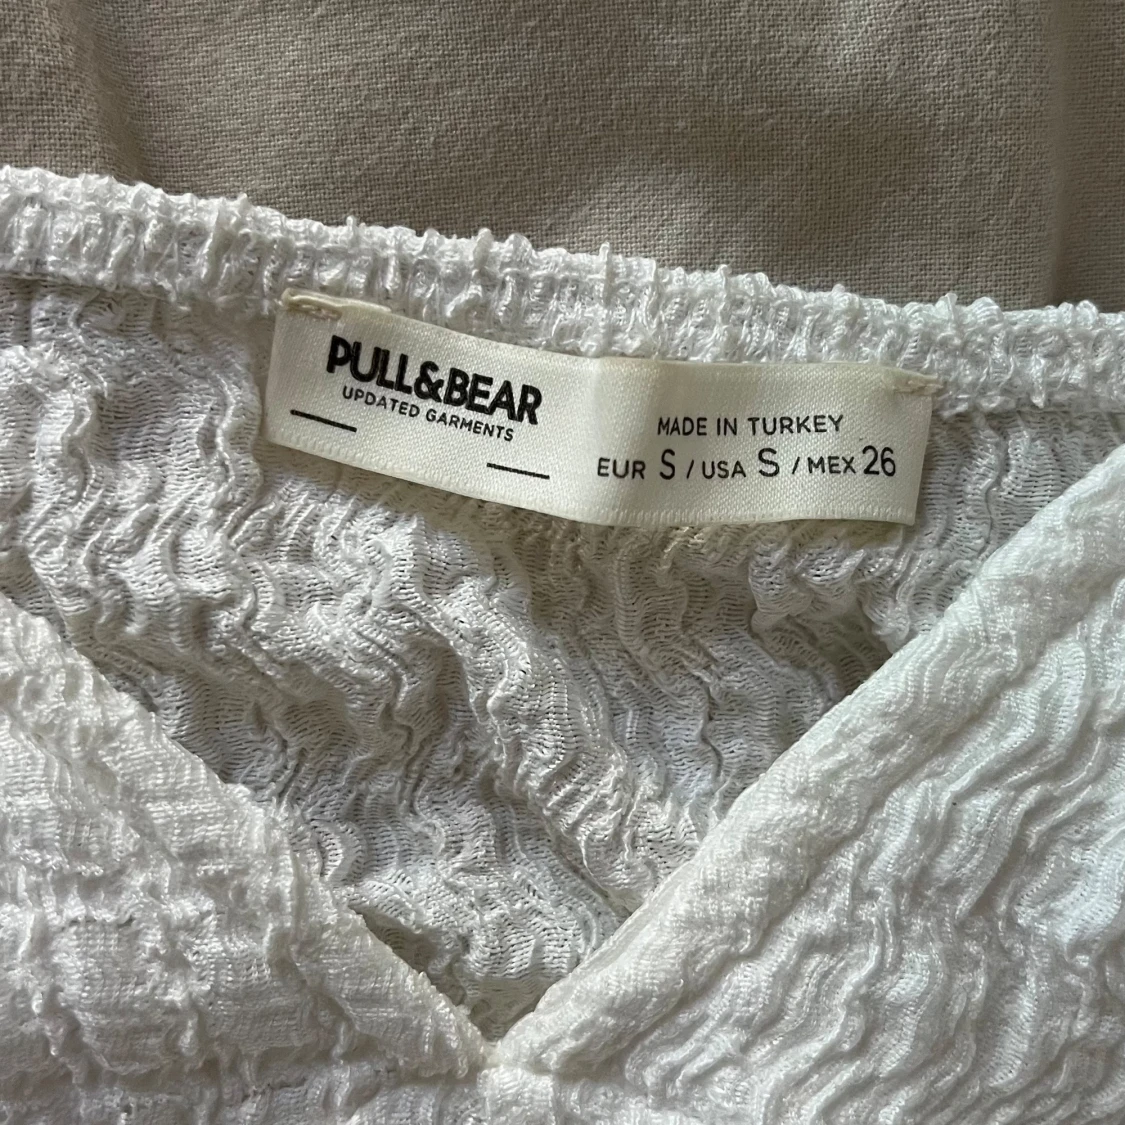 PULL&BEAR
UPDATED GARMENTS
MADE IN TURKEY
EUR S / USA S / MEX 26